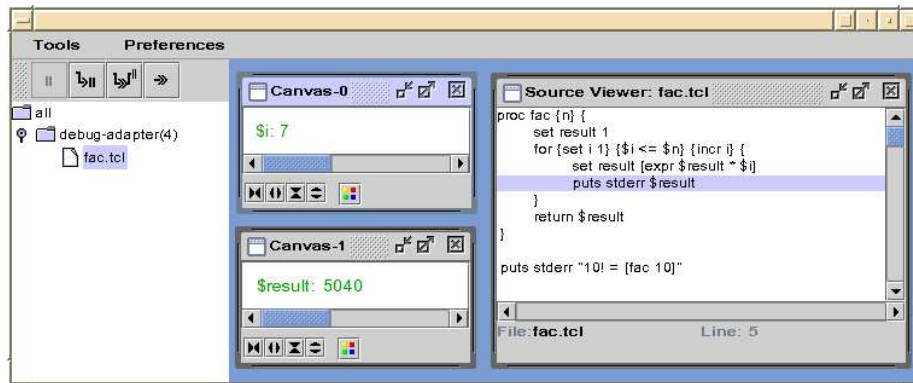 Tools Preferences
all
debug-adapter(4)
fac.tcl
Canvas-0
$i: 7
Canvas-1
$result: 5040
Source Viewer: fac.tcl
proc fac {n} {
set result 1
for {set i 1} {$i <= $n} {incr i} {
set result [expr $result * $i]
puts stderr $result
}
return $result
}
puts stderr "10! = [fac 10]"
File:fac.tcl Line: 5